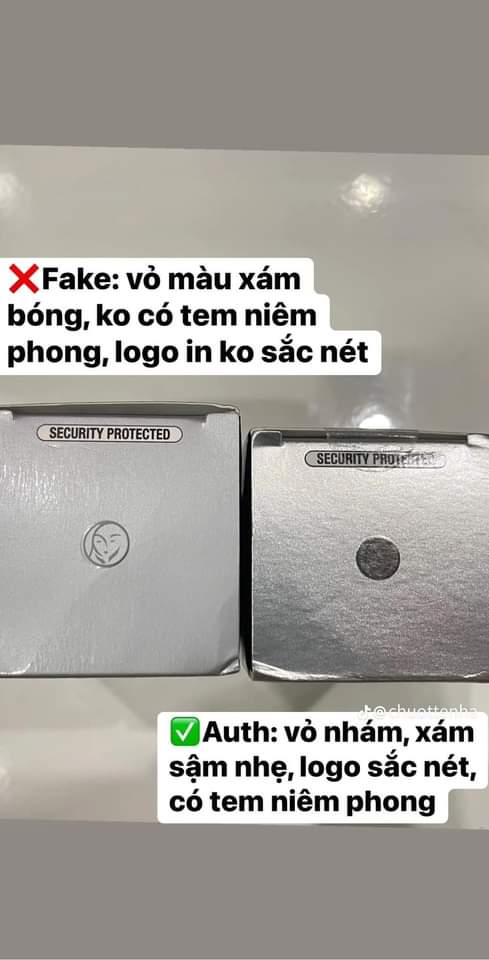 ❌Fake: vỏ màu xám
bóng, ko có tem niêm
phong, logo in ko sắc nét
SECURITY PROTECTED
SECURITY PROTECTED
@chuottonha
✅Auth: vỏ nhám, xám
sậm nhẹ, logo sắc nét,
có tem niêm phong